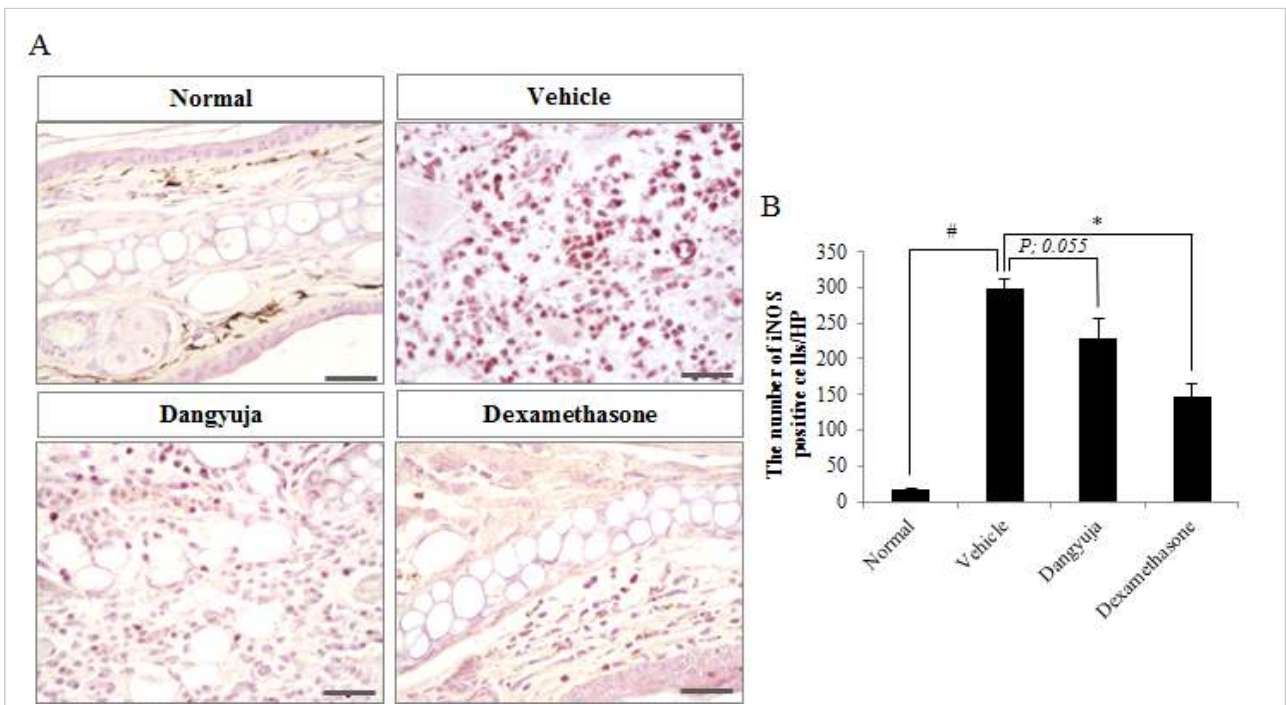 A
Normal
Vehicle
Dangyuja
Dexamethasone
B
#
*
P; 0.055
The number of iNOS
positive cells/HP
350
300
250
200
150
100
50
0
Normal
Vehicle
Dangyuja
Dexamethasone